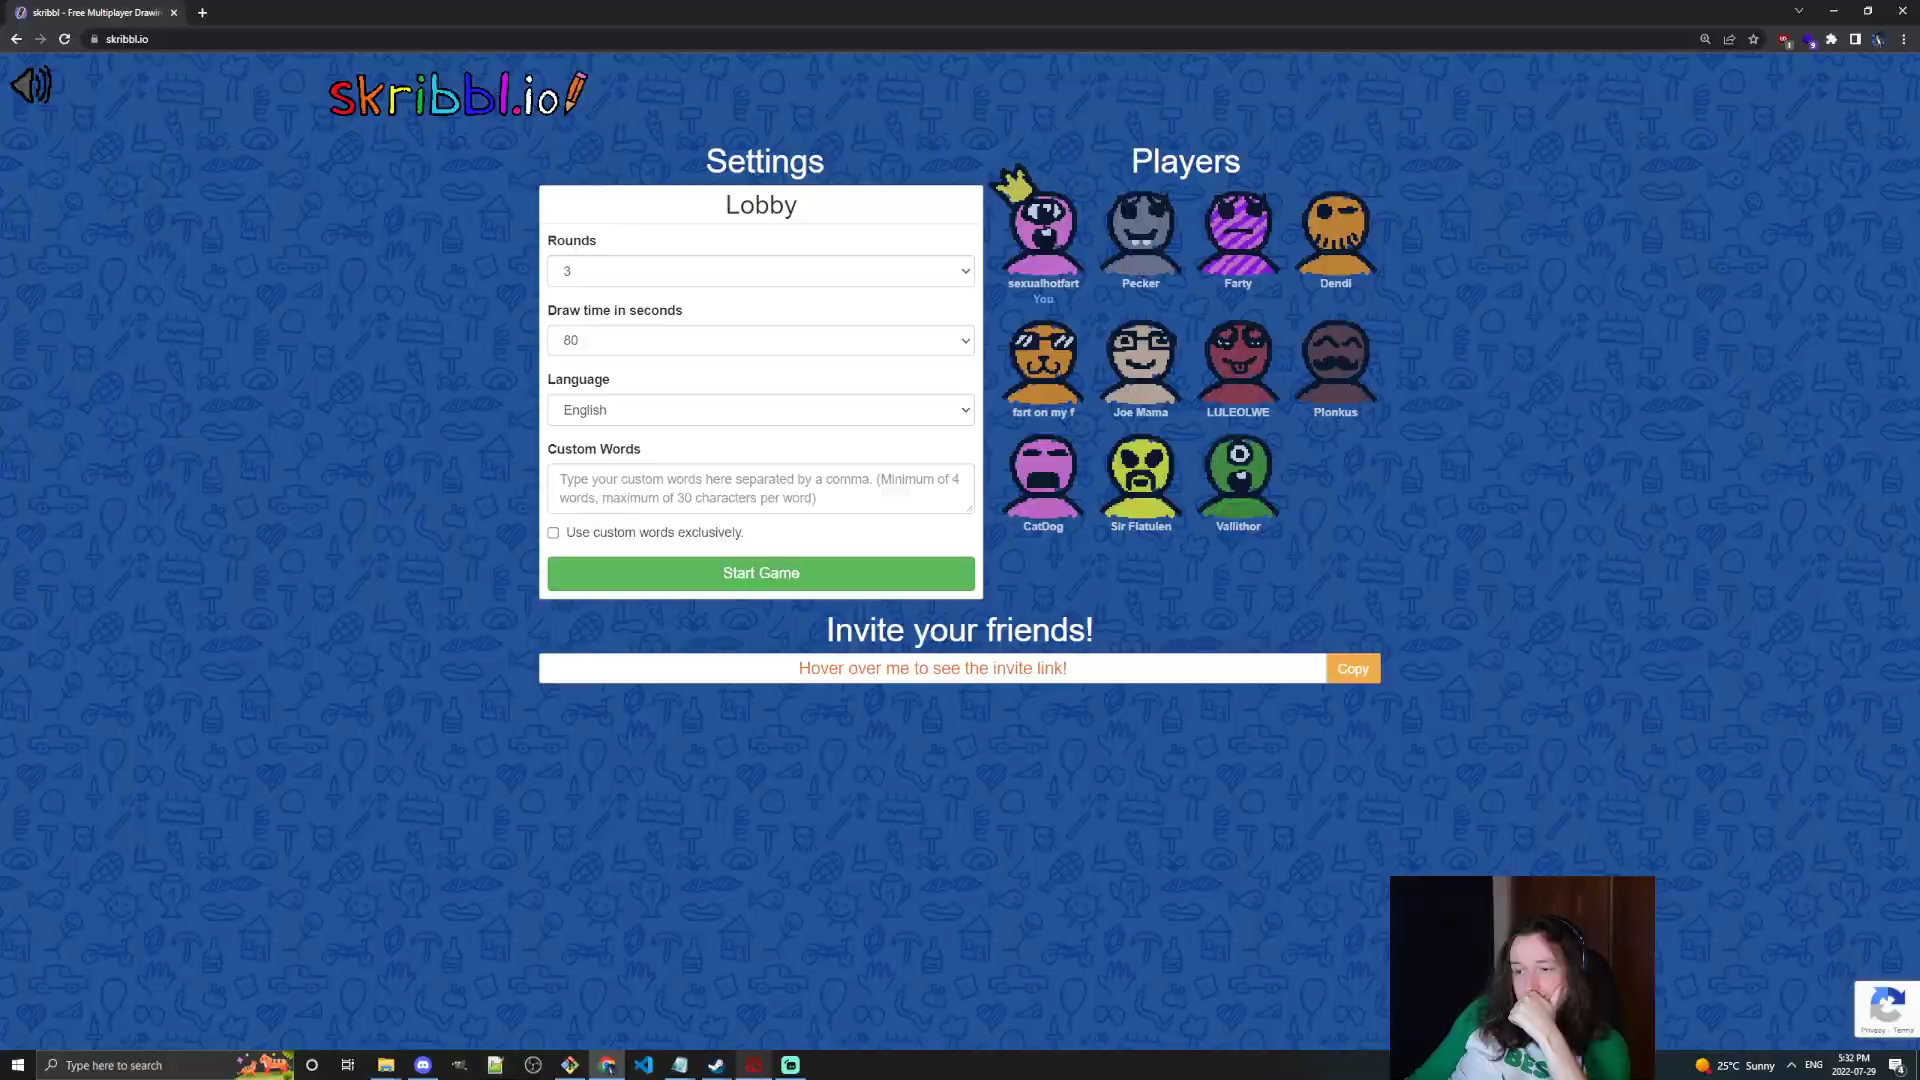 skribbl - Free Multiplayer Drawin
skribbl.io
skribbl.io
Settings
Players
Lobby
Rounds
3
Draw time in seconds
80
Language
English
Custom Words
Type your custom words here separated by a comma. (Minimum of 4
words, maximum of 30 characters per word)
Use custom words exclusively.
Start Game
sexualhotfart
You
Pecker
Farty
Dendi
fart on my f
Joe Mama
LULEOLWE
Plonkus
CatDog
Sir Flatulen
Vallithor
Invite your friends!
Hover over me to see the invite link!
Copy
Privacy - Terms
Type here to search
25°C Sunny
ENG
5:32 PM
2022-07-29